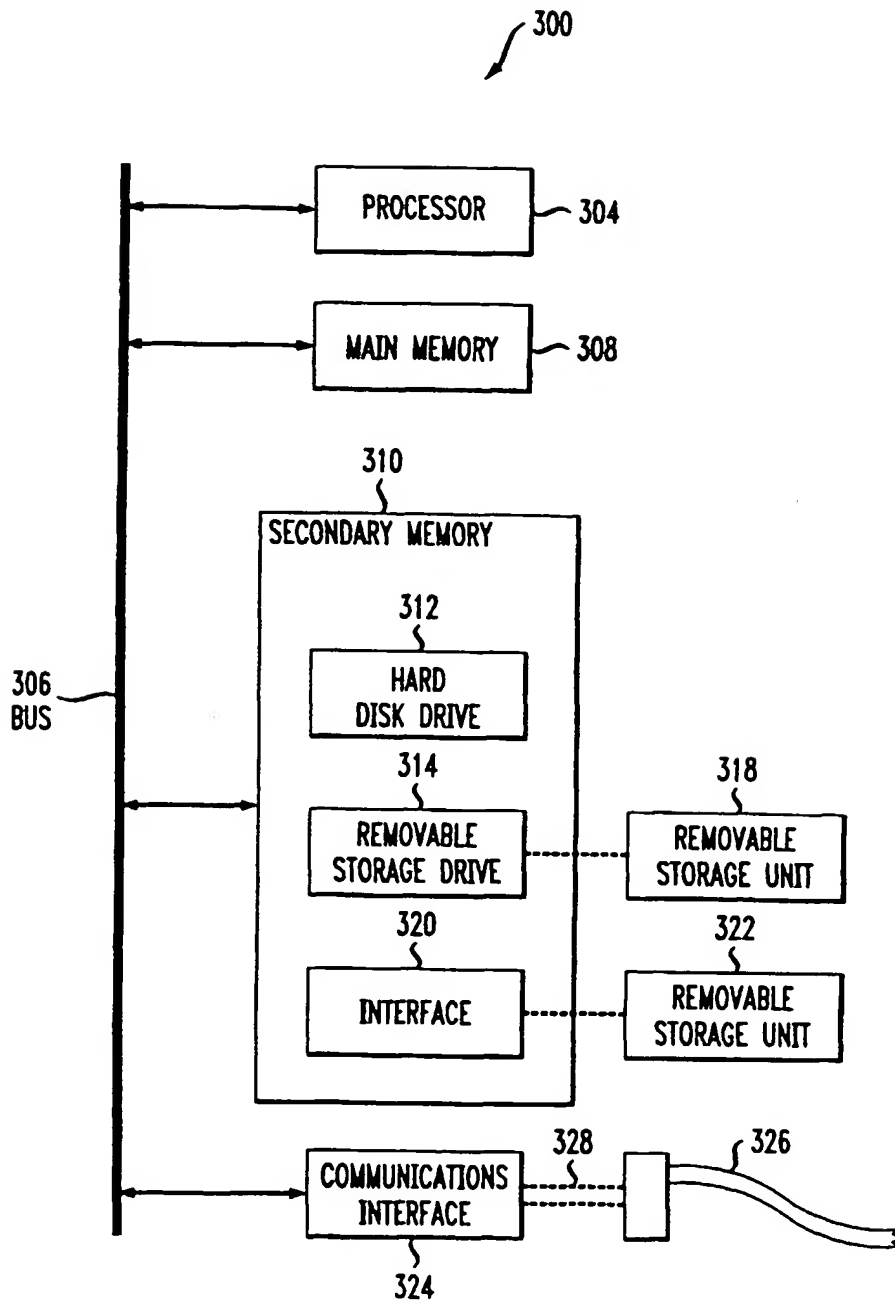 300
PROCESSOR
304
MAIN MEMORY
308
310
SECONDARY MEMORY
312
HARD
DISK DRIVE
306
BUS
314
REMOVABLE
STORAGE DRIVE
318
REMOVABLE
STORAGE UNIT
320
INTERFACE
322
REMOVABLE
STORAGE UNIT
COMMUNICATIONS
INTERFACE
324
328
326